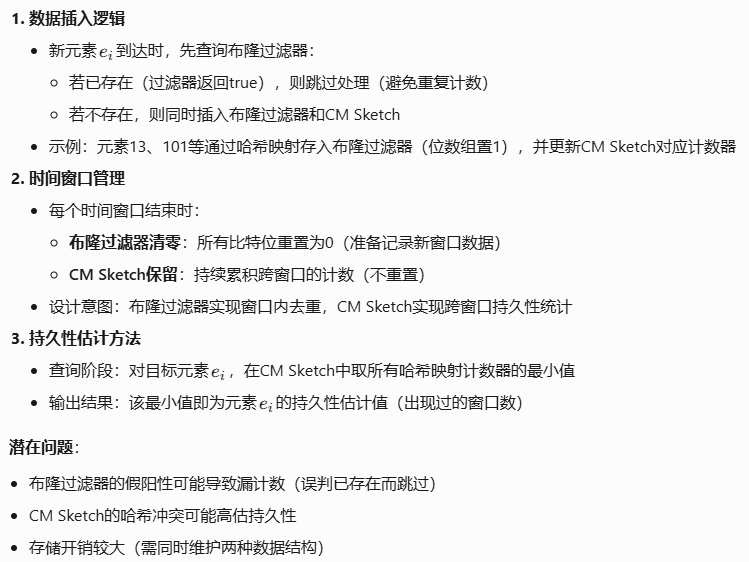 1. 数据插入逻辑
• 新元素 e_i 到达时，先查询布隆过滤器：
○ 若已存在（过滤器返回true），则跳过处理（避免重复计数）
○ 若不存在，则同时插入布隆过滤器和CM Sketch
• 示例：元素13、101等通过哈希映射存入布隆过滤器（位数组置1），并更新CM Sketch对应计数器
2. 时间窗口管理
• 每个时间窗口结束时：
○ 布隆过滤器清零：所有比特位重置为0（准备记录新窗口数据）
○ CM Sketch保留：持续累积跨窗口的计数（不重置）
• 设计意图：布隆过滤器实现窗口内去重，CM Sketch实现跨窗口持久性统计
3. 持久性估计方法
• 查询阶段：对目标元素 e_i，在CM Sketch中取所有哈希映射计数器的最小值
• 输出结果：该最小值即为元素 e_i 的持久性估计值（出现过的窗口数）
潜在问题：
• 布隆过滤器的假阳性可能导致漏计数（误判已存在而跳过）
• CM Sketch的哈希冲突可能高估持久性
• 存储开销较大（需同时维护两种数据结构）